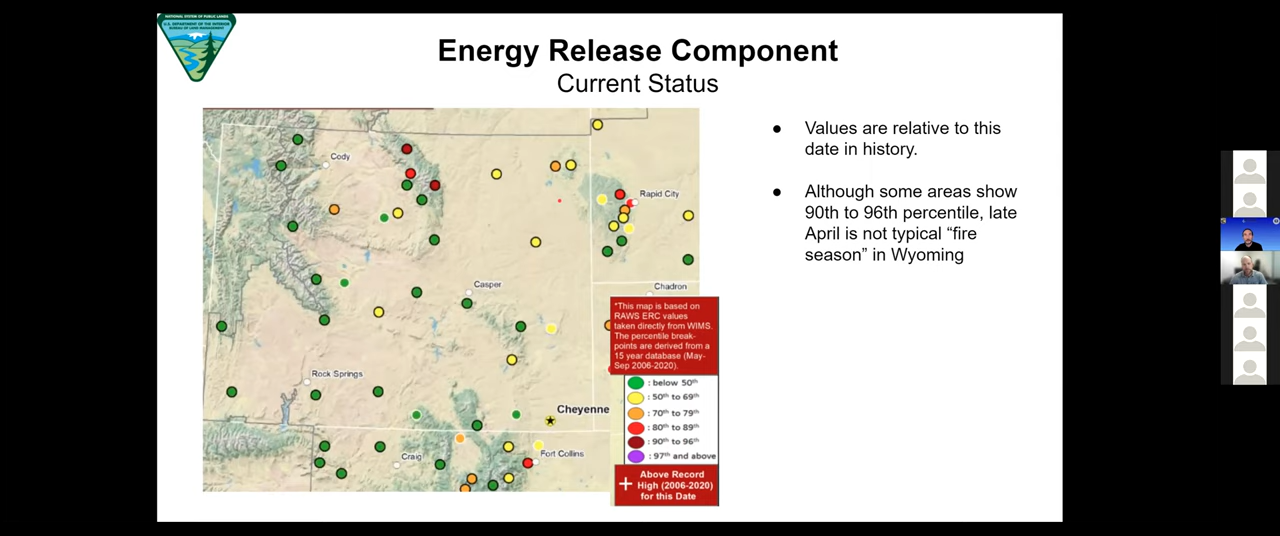 NATIONAL SYSTEM OF PUBLIC LANDS
U.S. DEPARTMENT OF THE INTERIOR
BUREAU OF LAND MANAGEMENT
Energy Release Component
Current Status
Cody
Rapid City
Casper
Chadron
Rock Springs
Cheyenne
Craig
Fort Collins
● Values are relative to this
date in history.
● Although some areas show
90th to 96th percentile, late
April is not typical “fire
season” in Wyoming
*This map is based on
RAWS ERC values
taken directly from WIMS.
The percentile break-
points are derived from a
15 year database (May-
Sep 2006-2020).
: below 50th
: 50th to 69th
: 70th to 79th
: 80th to 89th
: 90th to 96th
: 97th and above
+ Above Record
High (2006-2020)
for this Date